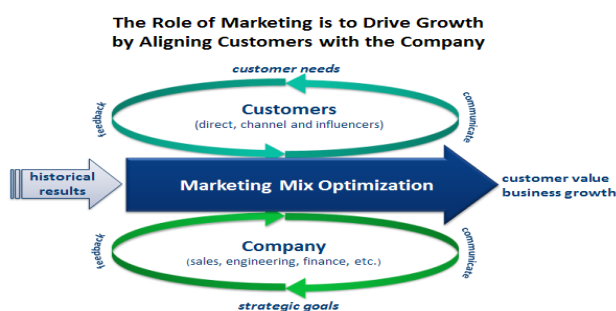 The Role of Marketing is to Drive Growth
by Aligning Customers with the Company
customer needs
feedback
Customers
(direct, channel and influencers)
communicate
historical
results
Marketing Mix Optimization
customer value
business growth
feedback
Company
(sales, engineering, finance, etc.)
communicate
strategic goals